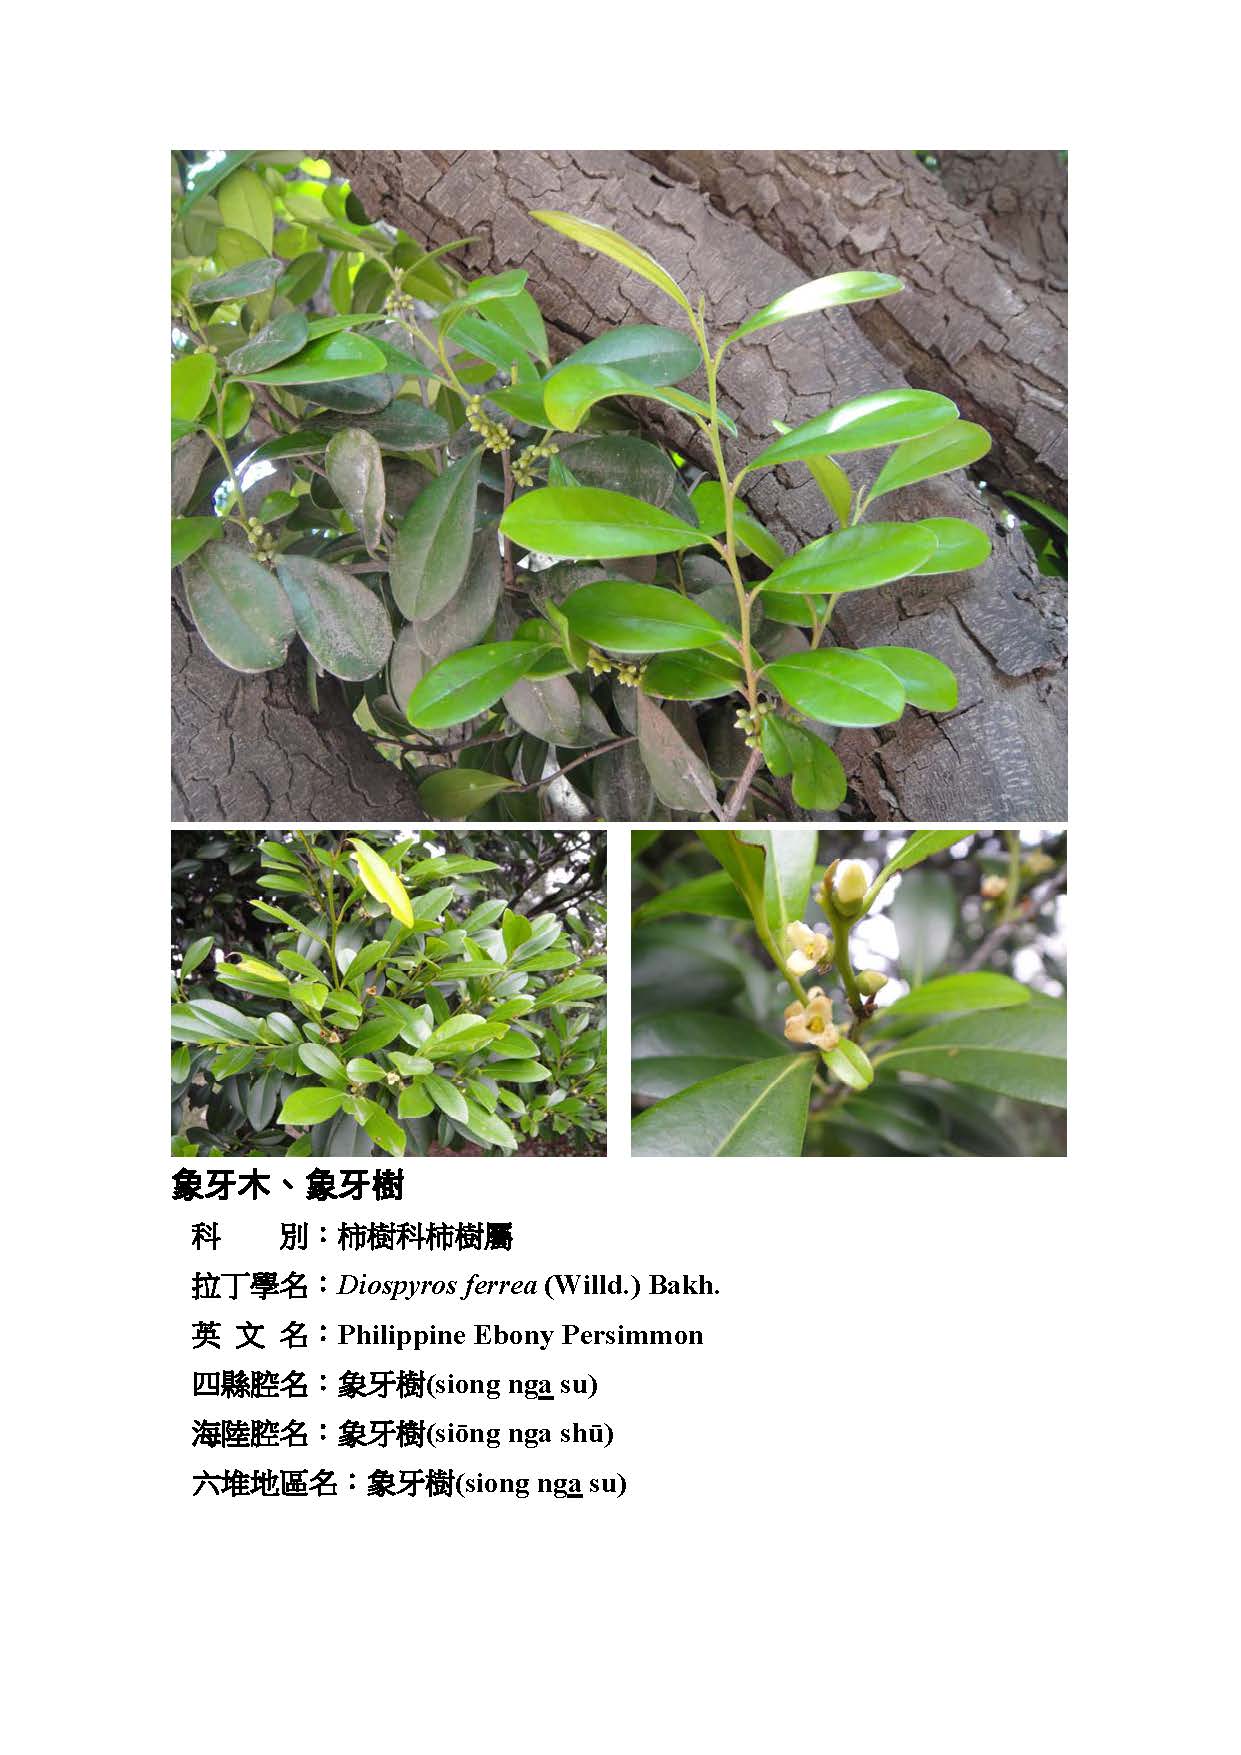 象牙木、象牙樹
科　　別：柿樹科柿樹屬
拉丁學名：Diospyros ferrea (Willd.) Bakh.
英 文 名：Philippine Ebony Persimmon
四縣腔名：象牙樹(siong nga su)
海陸腔名：象牙樹(siōng nga shū)
六堆地區名：象牙樹(siong nga su)